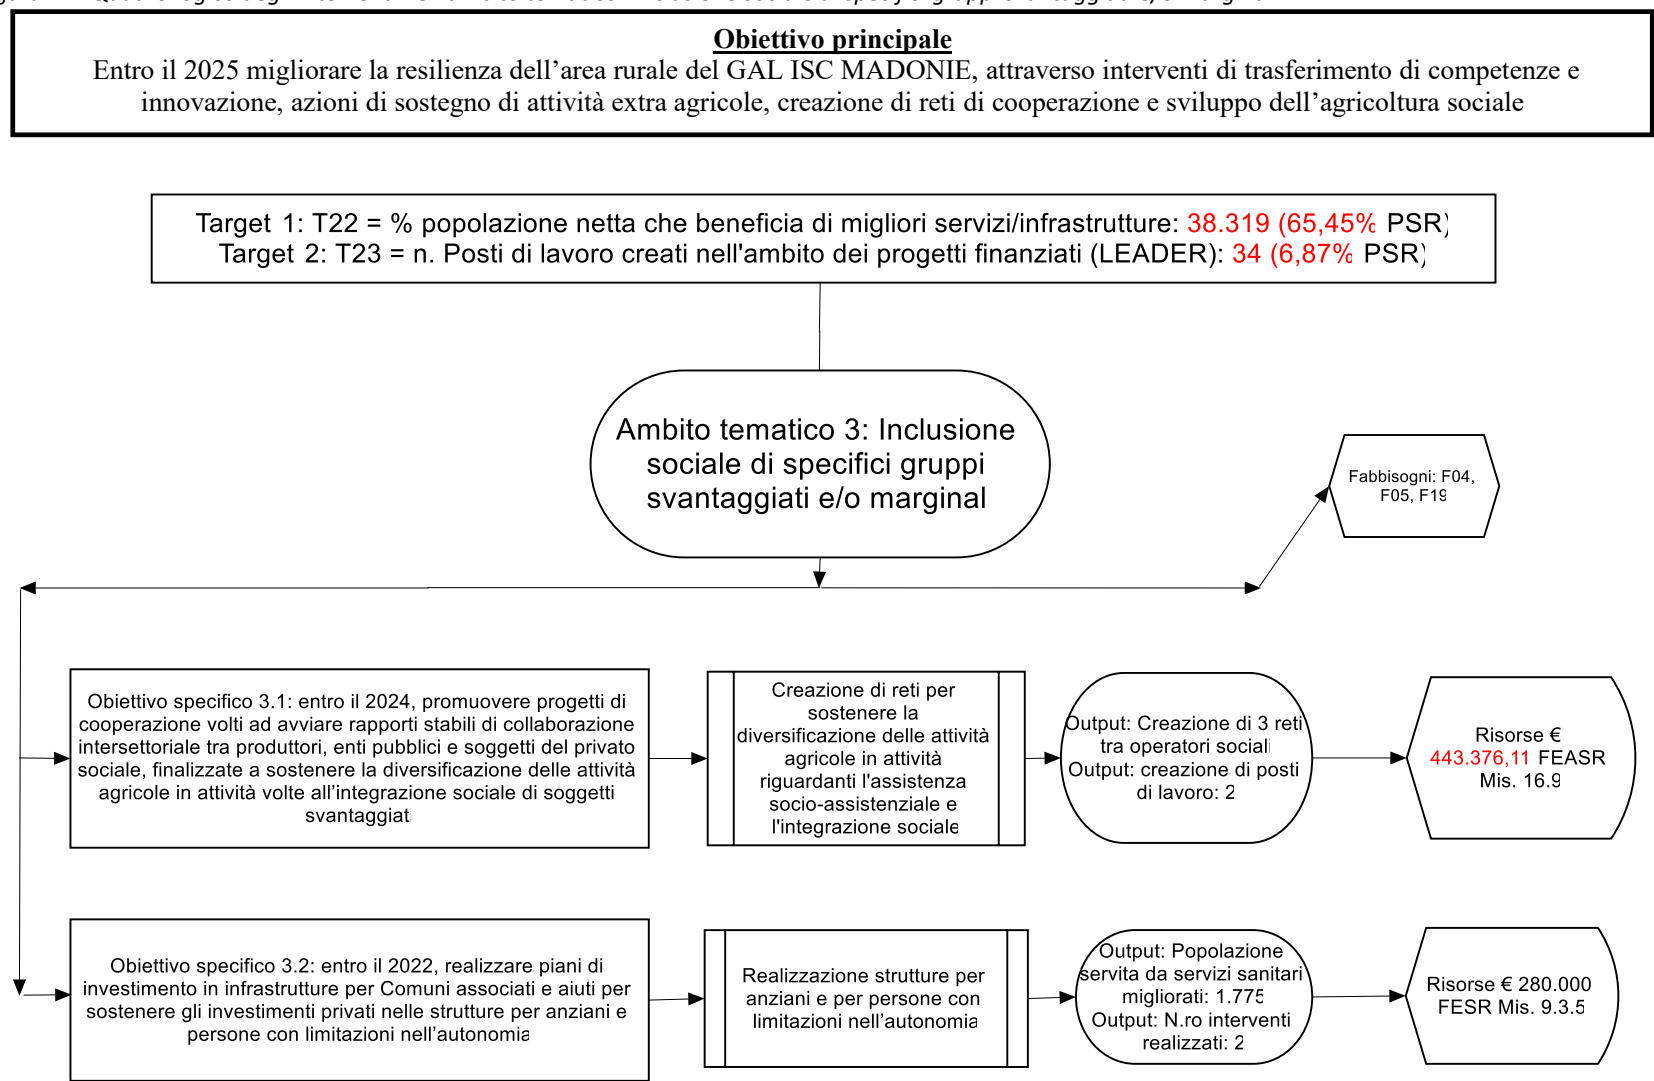 Obiettivo principale
Entro il 2025 migliorare la resilienza dell'area rurale del GAL ISC MADONIE, attraverso interventi di trasferimento di competenze e
innovazione, azioni di sostegno di attività extra agricole, creazione di reti di cooperazione e sviluppo dell'agricoltura sociale
Target 1: T22 = % popolazione netta che beneficia di migliori servizi/infrastrutture: 38.319 (65,45% PSR)
Target 2: T23 = n. Posti di lavoro creati nell'ambito dei progetti finanziati (LEADER): 34 (6,87% PSR)
Ambito tematico 3: Inclusione
sociale di specifici gruppi
svantaggiati e/o marginal
Fabbisogni: F04,
F05, F19
Obiettivo specifico 3.1: entro il 2024, promuovere progetti di
cooperazione volti ad avviare rapporti stabili di collaborazione
intersettoriale tra produttori, enti pubblici e soggetti del privato
sociale, finalizzate a sostenere la diversificazione delle attività
agricole in attività volte all'integrazione sociale di soggetti
svantaggiati
Creazione di reti per
sostenere la
diversificazione delle attività
agricole in attività
riguardanti l'assistenza
socio-assistenziale e
l'integrazione sociale
Output: Creazione di 3 reti
tra operatori sociali
Output: creazione di posti
di lavoro: 2
Risorse €
443.376,11 FEASR
Mis. 16.9
Obiettivo specifico 3.2: entro il 2022, realizzare piani di
investimento in infrastrutture per Comuni associati e aiuti per
sostenere gli investimenti privati nelle strutture per anziani e
persone con limitazioni nell'autonomia
Realizzazione strutture per
anziani e per persone con
limitazioni nell'autonomia
Output: Popolazione
servita da servizi sanitari
migliorati: 1.775
Output: N.ro interventi
realizzati: 2
Risorse € 280.000
FESR Mis. 9.3.5